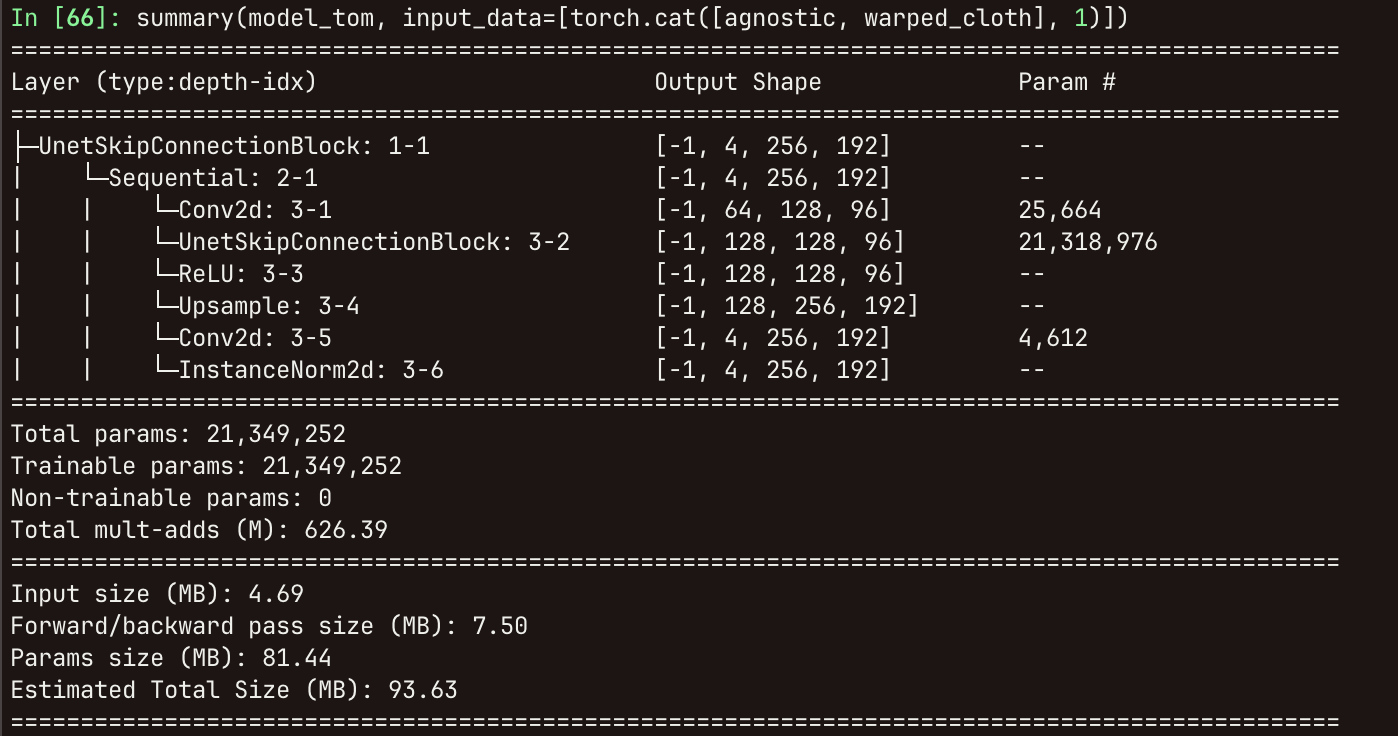 In [66]: summary(model_tom, input_data=[torch.cat([agnostic, warped_cloth], 1)])
===============================================================================================
Layer (type:depth-idx)                        Output Shape              Param #
===============================================================================================
├─UnetSkipConnectionBlock: 1-1                [-1, 4, 256, 192]         --
|    └─Sequential: 2-1                        [-1, 4, 256, 192]         --
|    |    └─Conv2d: 3-1                       [-1, 64, 128, 96]         25,664
|    |    └─UnetSkipConnectionBlock: 3-2      [-1, 128, 128, 96]        21,318,976
|    |    └─ReLU: 3-3                         [-1, 128, 128, 96]        --
|    |    └─Upsample: 3-4                     [-1, 128, 256, 192]       --
|    |    └─Conv2d: 3-5                       [-1, 4, 256, 192]         4,612
|    |    └─InstanceNorm2d: 3-6               [-1, 4, 256, 192]         --
===============================================================================================
Total params: 21,349,252
Trainable params: 21,349,252
Non-trainable params: 0
Total mult-adds (M): 626.39
===============================================================================================
Input size (MB): 4.69
Forward/backward pass size (MB): 7.50
Params size (MB): 81.44
Estimated Total Size (MB): 93.63
===============================================================================================